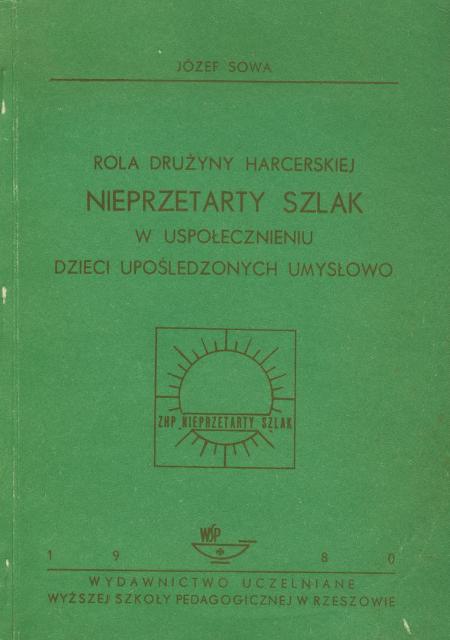 JÓZEF SOWA
ROLA DRUŻYNY HARCERSKIEJ
NIEPRZETARTY SZLAK
W USPOŁECZNIENIU
DZIECI UPOŚLEDZONYCH UMYSŁOWO
ZHP NIEPRZETARTY SZLAK
WSP
1 9 8 0
WYDAWNICTWO UCZELNIANE
WYŻSZEJ SZKOŁY PEDAGOGICZNEJ W RZESZOWIE